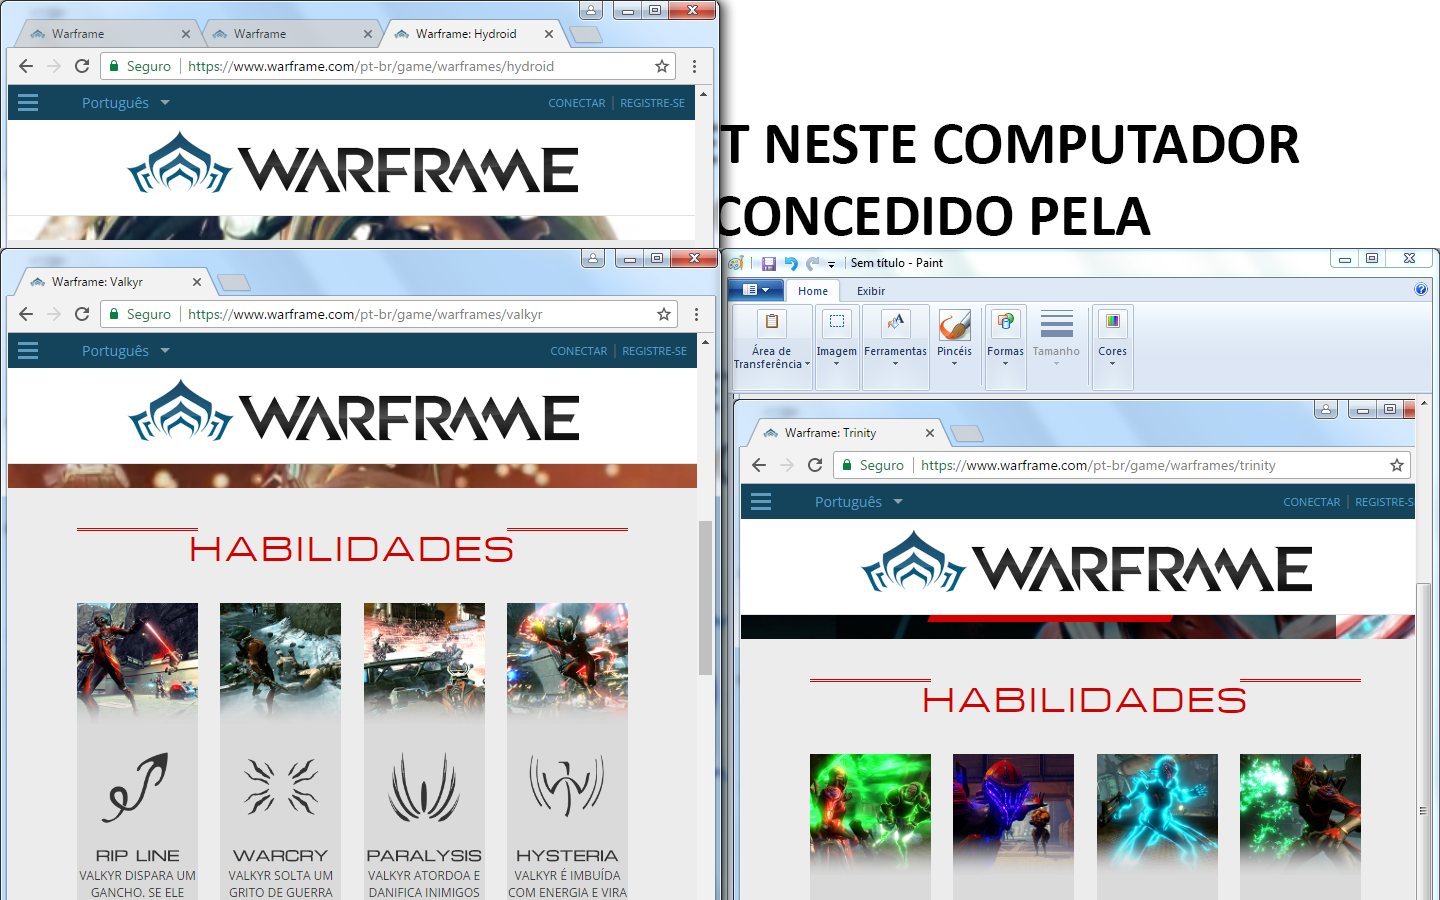 Warframe
Warframe
Warframe: Hydroid
Seguro
https://www.warframe.com/pt-br/game/warframes/hydroid
Português
CONECTAR
REGISTRE-SE
WARFRAME
T NESTE COMPUTADOR
CONCEDIDO PELA
Warframe: Valkyr
Seguro
https://www.warframe.com/pt-br/game/warframes/valkyr
Português
CONECTAR
REGISTRE-SE
WARFRAME
HABILIDADES
RIP LINE
VALKYR DISPARA UM
GANCHO. SE ELE
WARCRY
VALKYR SOLTA UM
GRITO DE GUERRA
PARALYSIS
VALKYR ATORDOA E
DANIFICA INIMIGOS
HYSTERIA
VALKYR É IMBUÍDA
COM ENERGIA E VIRA
Sem título - Paint
Home
Exibir
Área de
Transferência
Imagem
Ferramentas
Pincéis
Formas
Tamanho
Cores
Warframe: Trinity
Seguro
https://www.warframe.com/pt-br/game/warframes/trinity
Português
CONECTAR
REGISTRE-S
WARFRAME
HABILIDADES